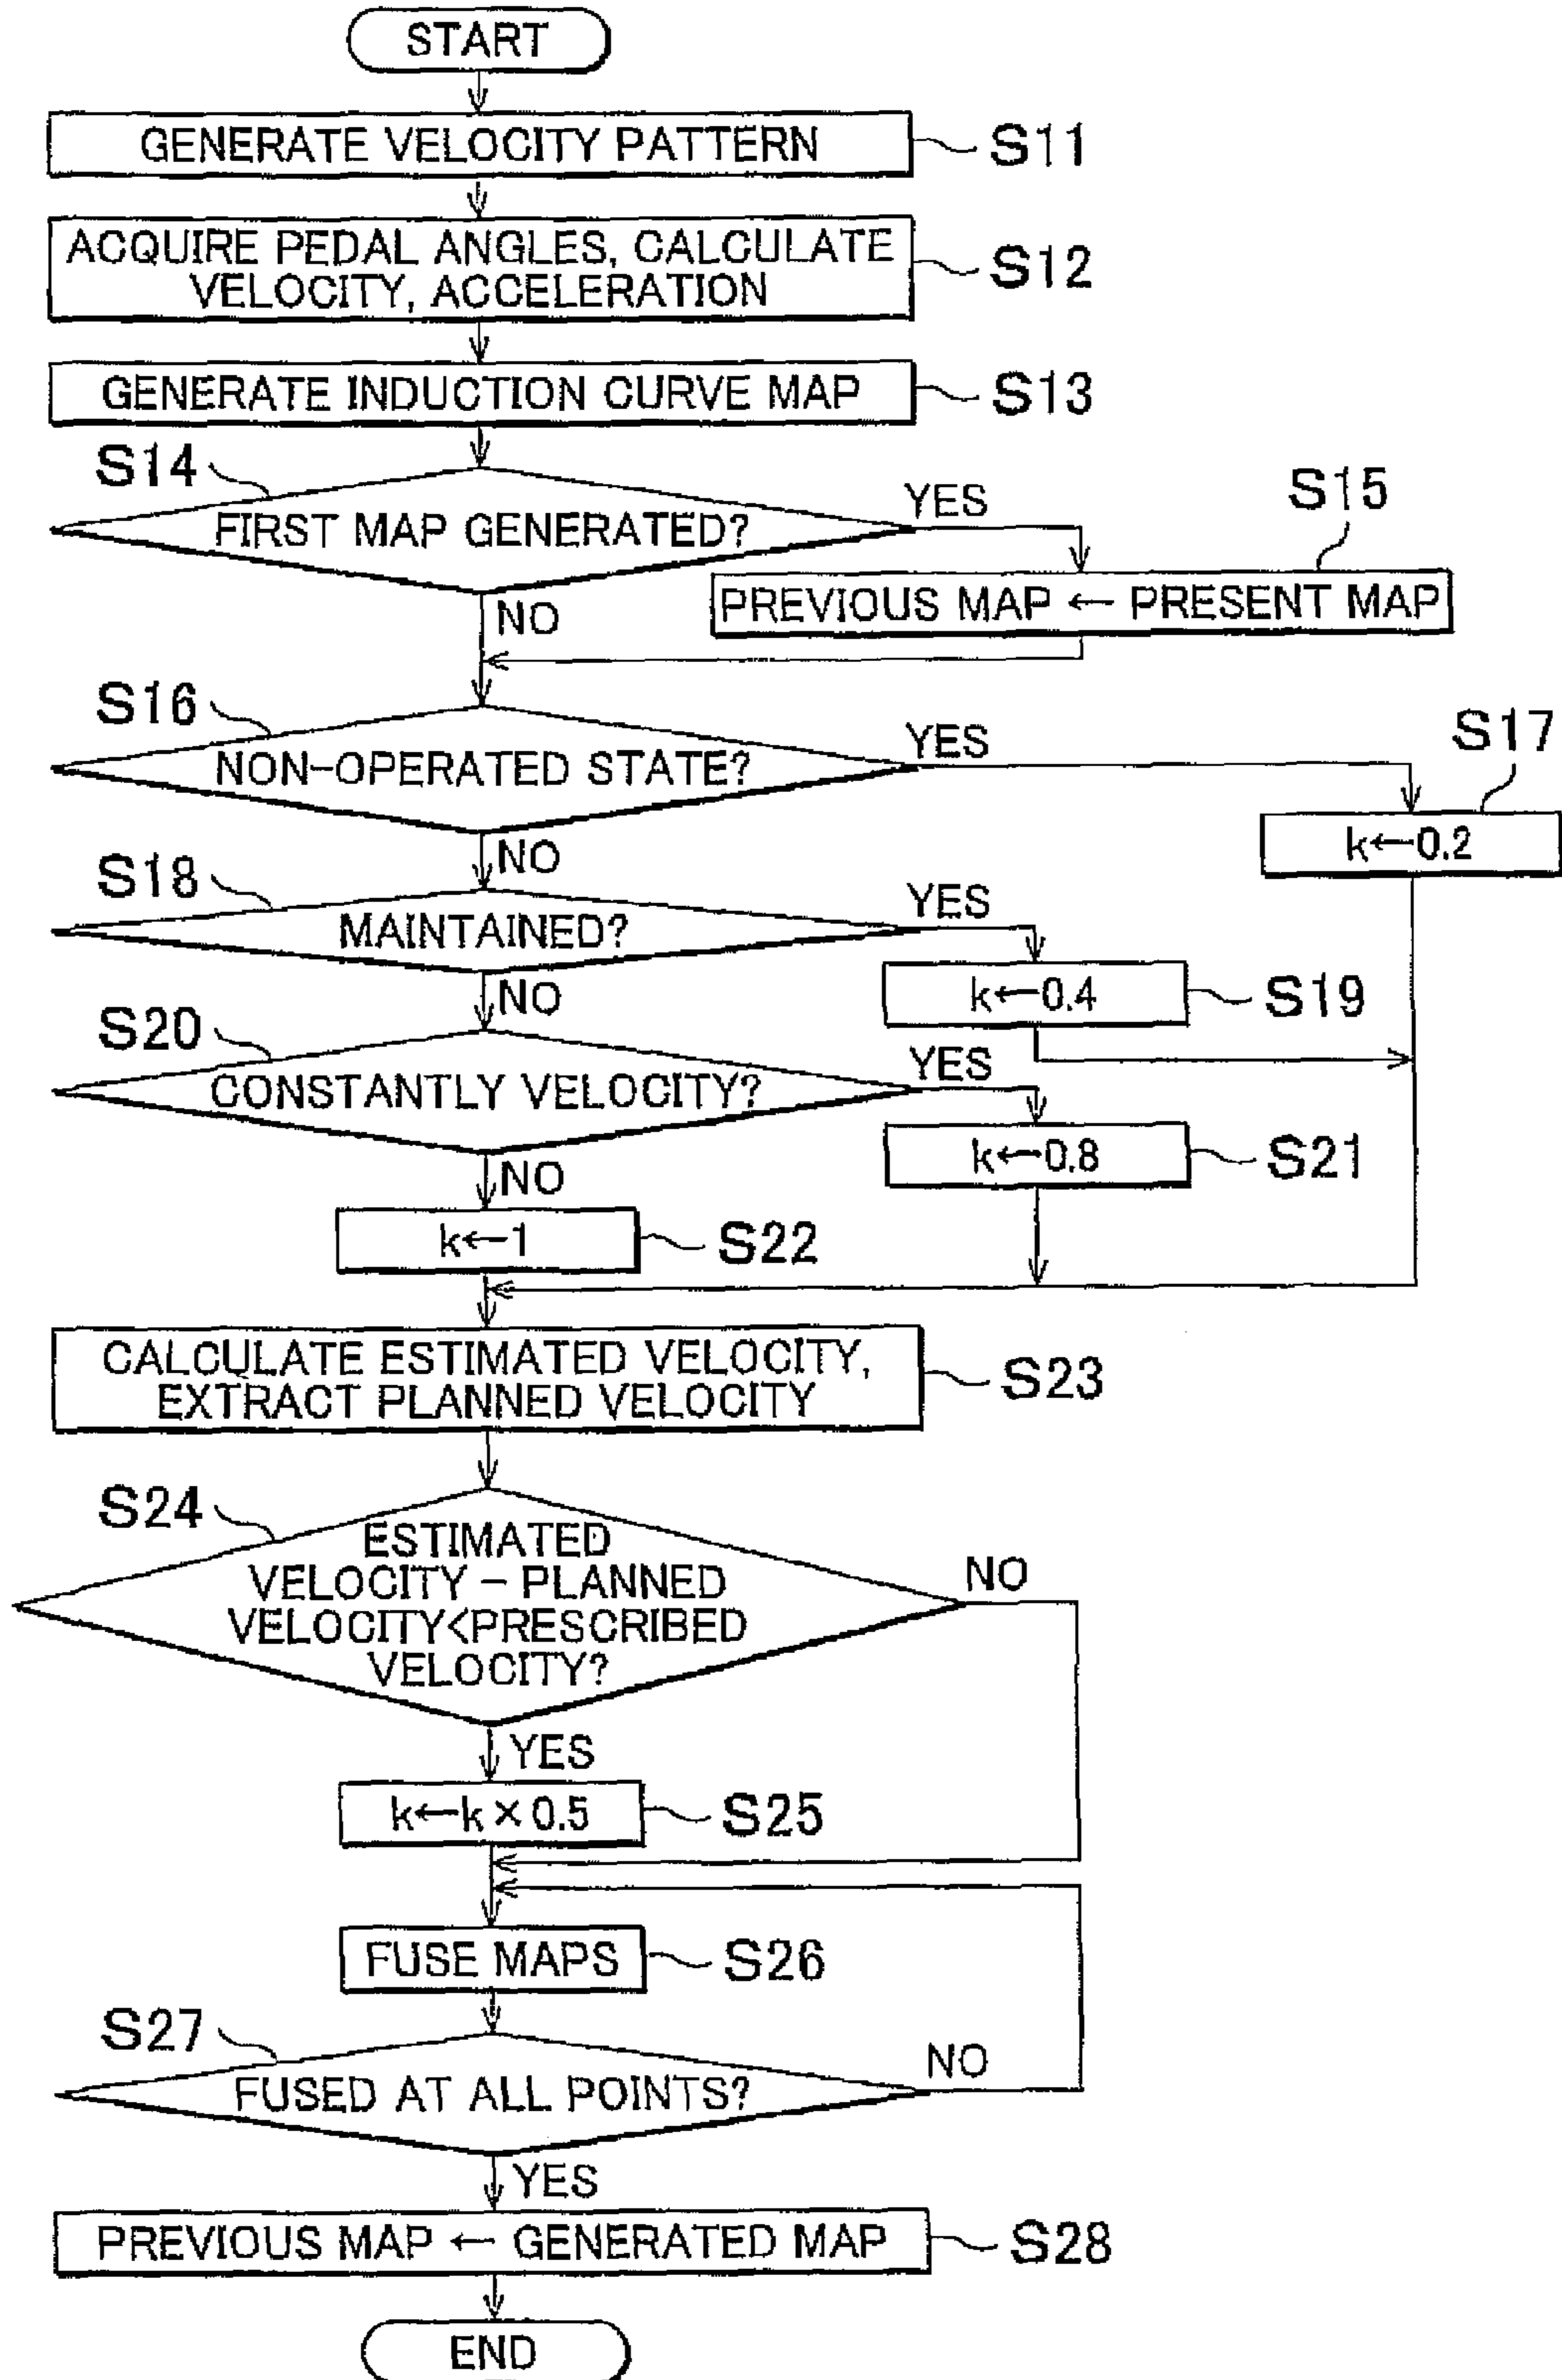 START
GENERATE VELOCITY PATTERN
S11
ACQUIRE PEDAL ANGLES, CALCULATE
VELOCITY, ACCELERATION
S12
GENERATE INDUCTION CURVE MAP
S13
S14
FIRST MAP GENERATED?
YES
S15
PREVIOUS MAP ← PRESENT MAP
NO
S16
NON-OPERATED STATE?
YES
S17
k←0.2
NO
S18
MAINTAINED?
YES
k←0.4
S19
NO
S20
CONSTANTLY VELOCITY?
YES
k←0.8
S21
NO
k←1
S22
CALCULATE ESTIMATED VELOCITY,
EXTRACT PLANNED VELOCITY
S23
S24
ESTIMATED
VELOCITY – PLANNED
VELOCITY<PRESCRIBED
VELOCITY?
NO
YES
k←k × 0.5
S25
FUSE MAPS
S26
S27
FUSED AT ALL POINTS?
NO
YES
PREVIOUS MAP ← GENERATED MAP
S28
END